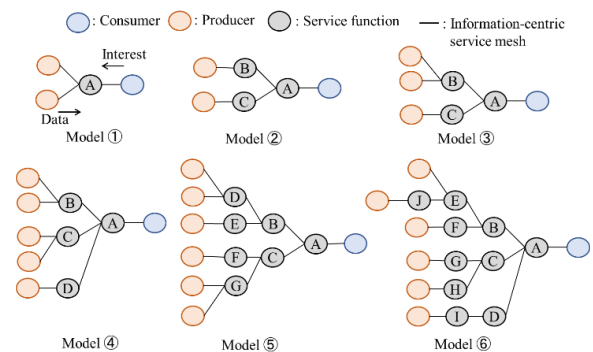 : Consumer : Producer : Service function : Information-centric
service mesh
Interest
A
Data
Model ①
B
A
C
Model ②
B
A
C
Model ③
B
A
C
D
Model ④
D
E
B
A
F
C
G
Model ⑤
J
E
F
B
A
G
C
H
I
D
Model ⑥